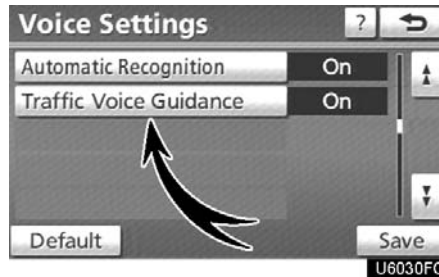 Voice Settings ?
Automatic Recognition On
Traffic Voice Guidance On
Default Save
U6030FC